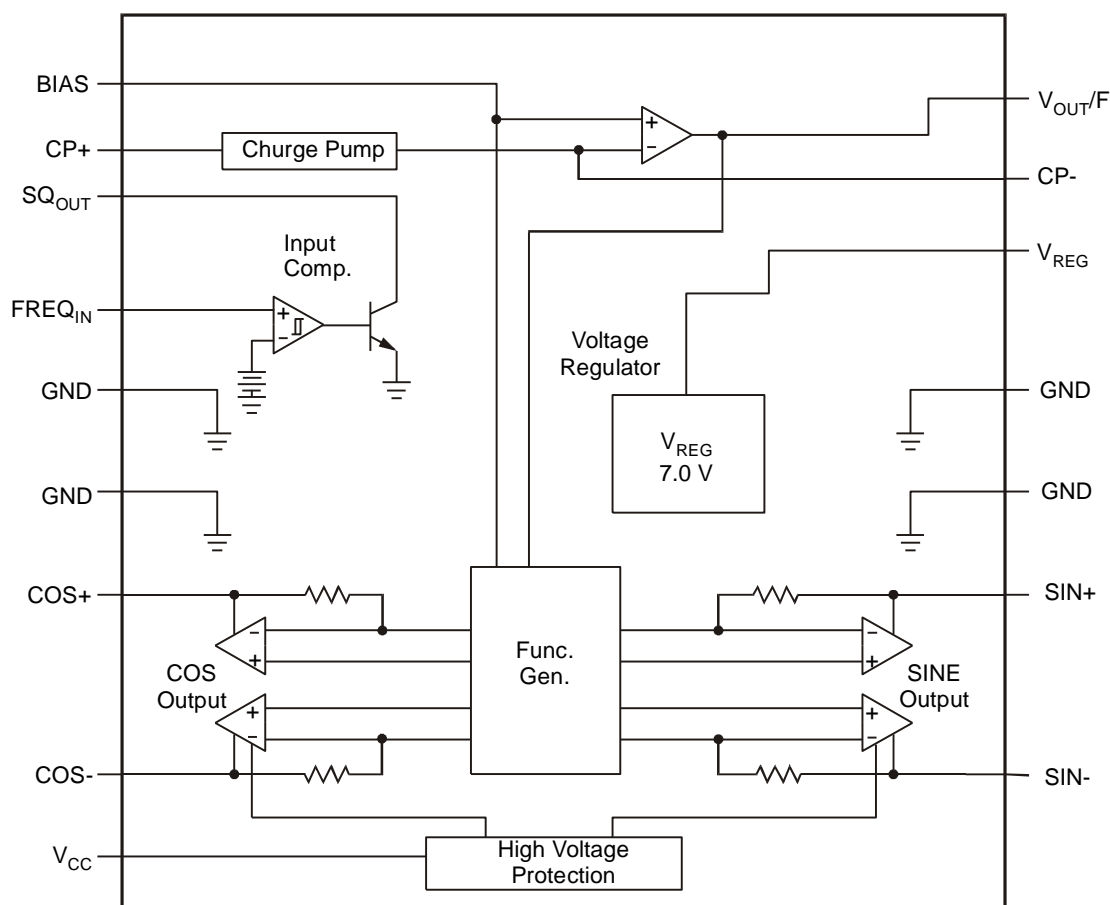 BIAS
V_OUT/F
CP+
Churge Pump
+
−
CP-
SQ_OUT
Input
Comp.
V_REG
FREQ_IN
+
−
Voltage
Regulator
GND
GND
V_REG
7.0 V
GND
GND
COS+
SIN+
−
−
+
+
COS
Output
Func.
Gen.
SINE
Output
+
+
−
−
COS-
SIN-
V_CC
High Voltage
Protection